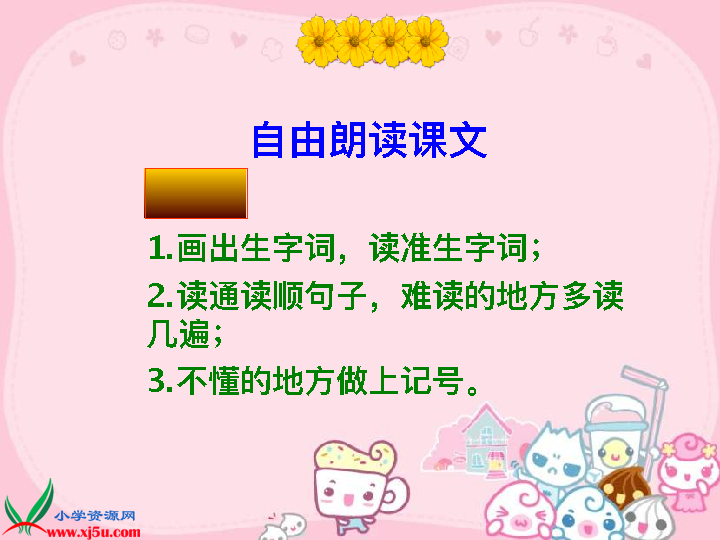 自由朗读课文
1.画出生字词，读准生字词；
2.读通读顺句子，难读的地方多读
几遍；
3.不懂的地方做上记号。
小学资源网
www.xj5u.com